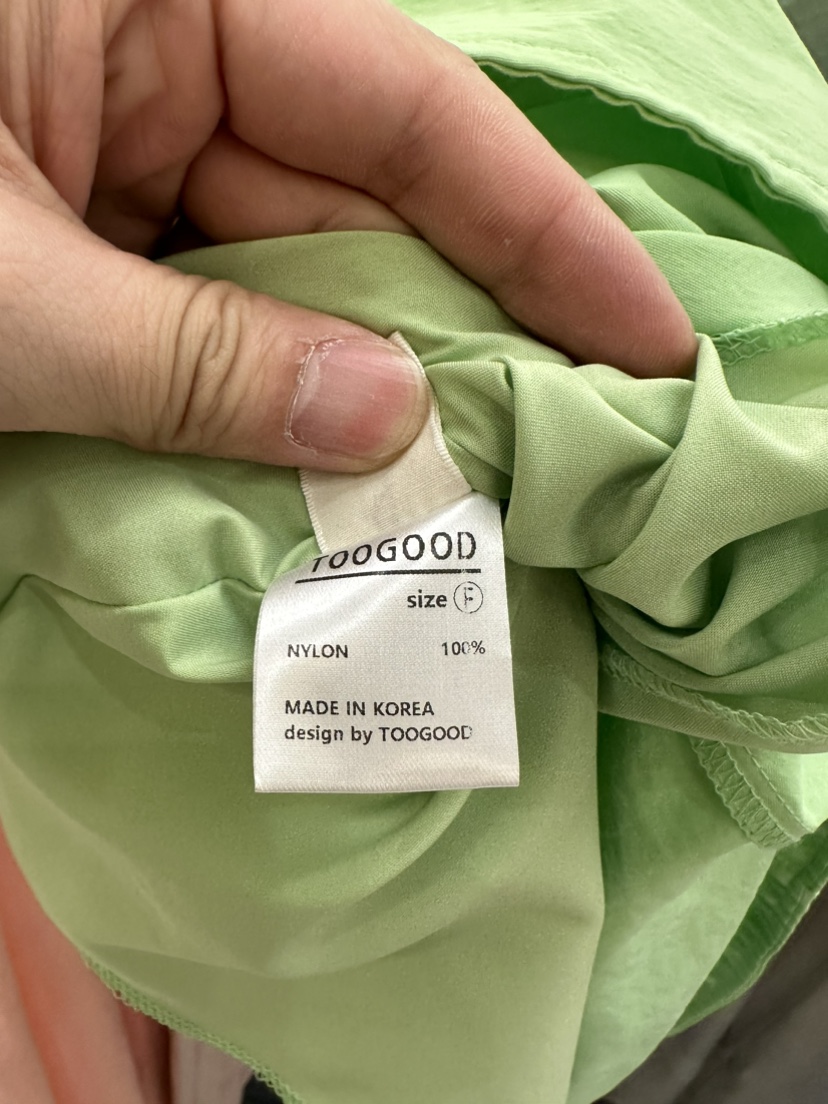 TOOGOOD
size F
NYLON 100%
MADE IN KOREA
design by TOOGOOD